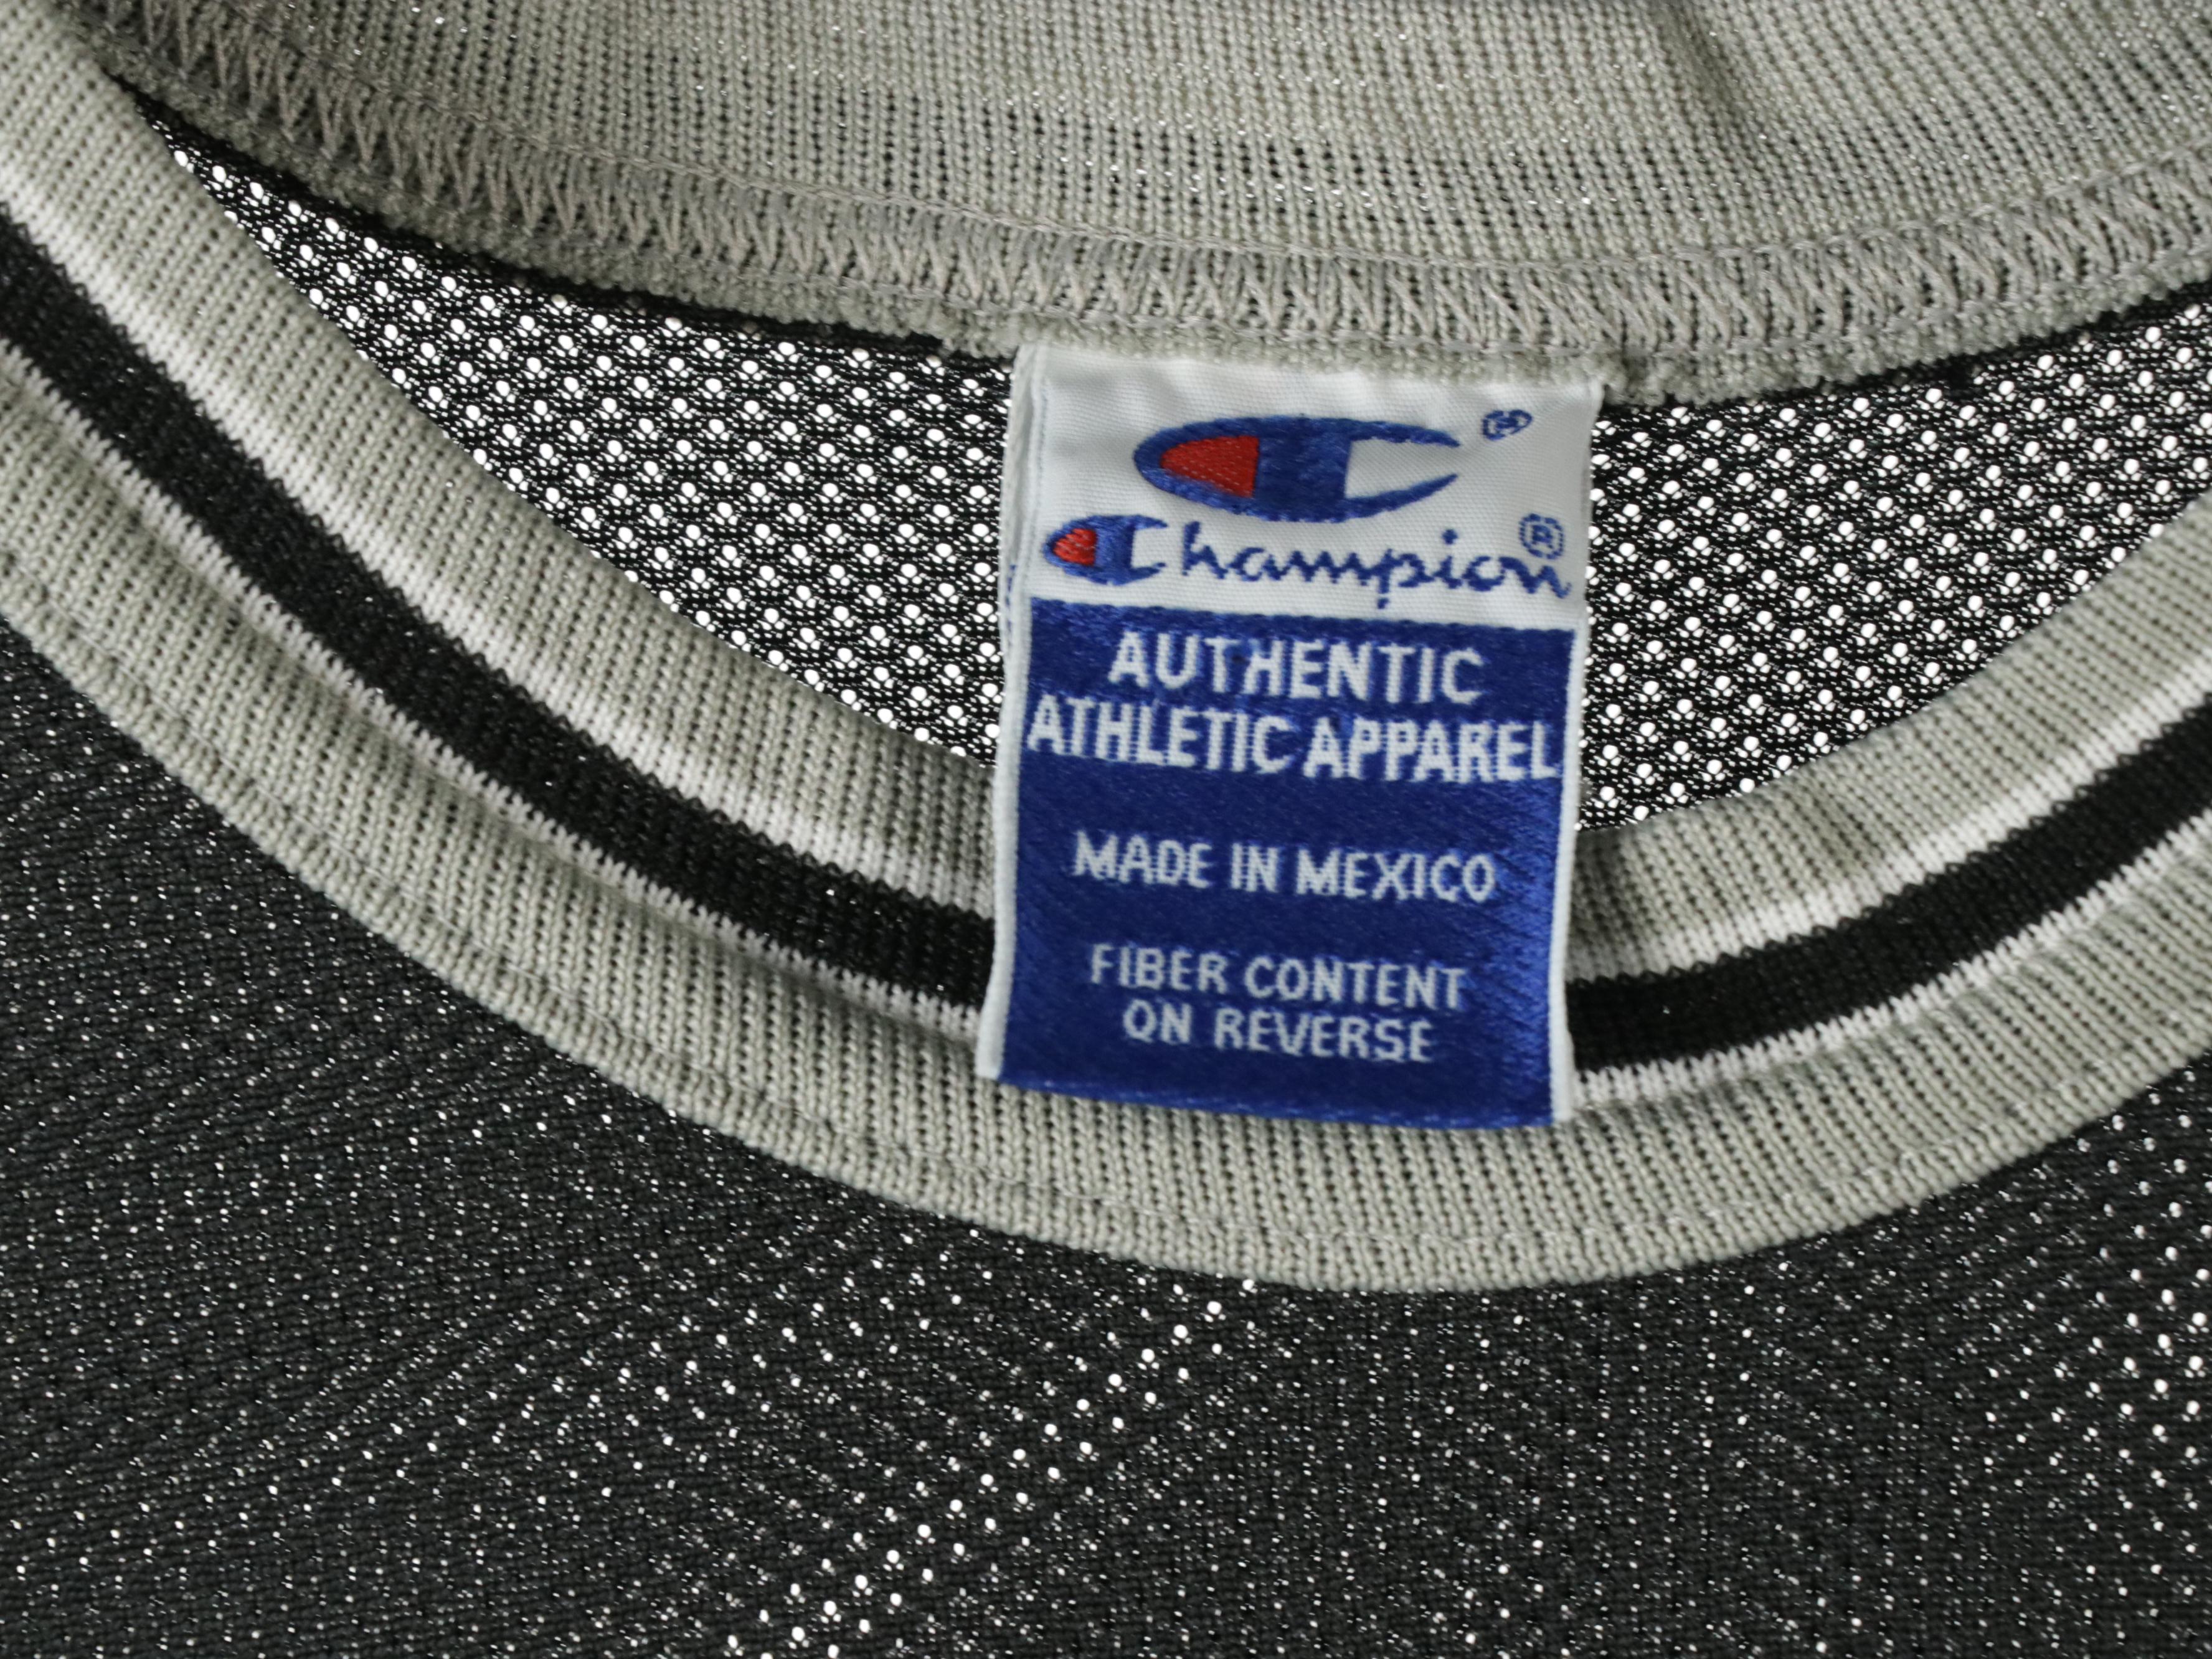 Champion®
AUTHENTIC
ATHLETIC APPAREL
MADE IN MEXICO
FIBER CONTENT
ON REVERSE